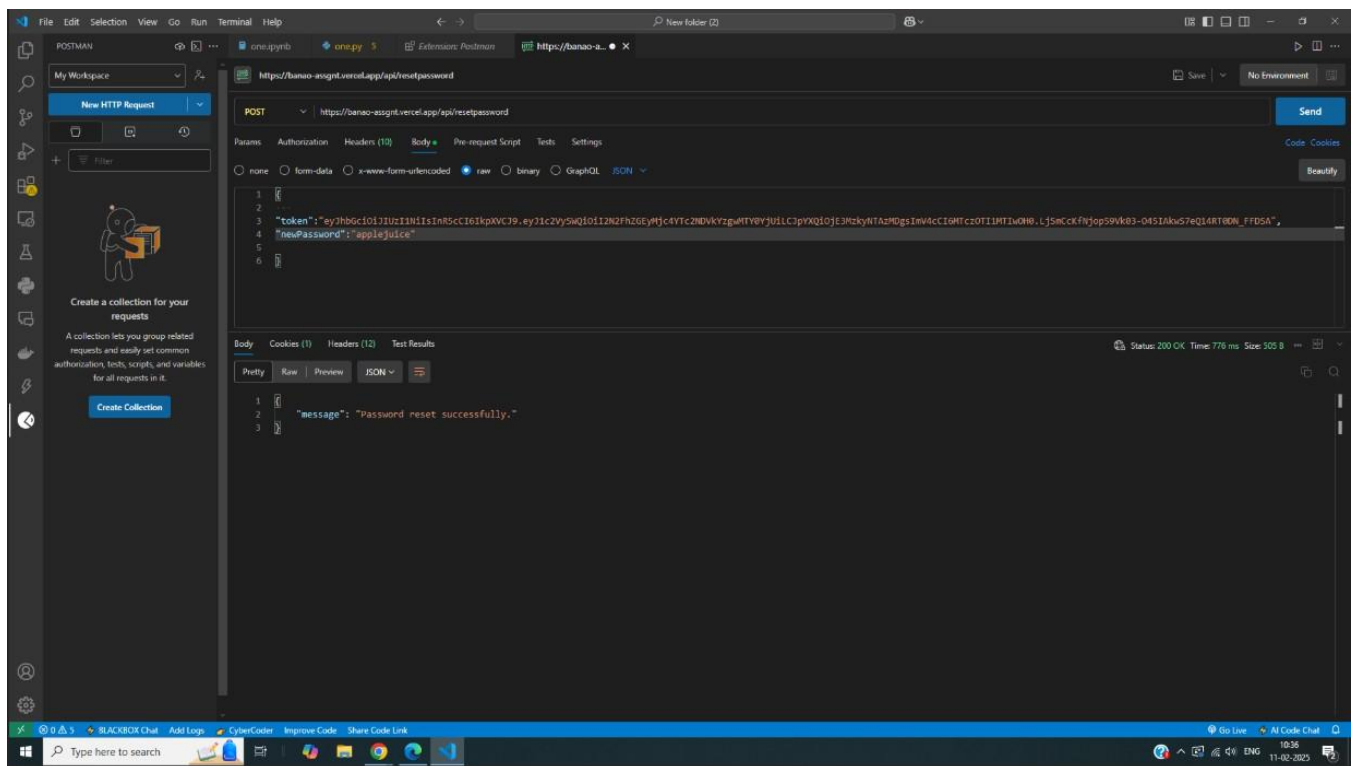 File Edit Selection View Go Run Terminal Help
New folder (2)
POSTMAN
one.ipynb
one.py 5
Extension: Postman
https://banao-a...
My Workspace
https://banao-assgnt.vercel.app/api/resetpassword
Save
No Environment
New HTTP Request
POST
https://banao-assgnt.vercel.app/api/resetpassword
Send
Params Authorization Headers (10) Body Pre-request Script Tests Settings
Code Cookies
Filter
none form-data x-www-form-urlencoded raw binary GraphQL JSON
Beautify
1 {
2
3 "token":
4 "newPassword":"applejuice"
5
6 }
Create a collection for your
requests
A collection lets you group related
requests and easily set common
authorization, tests, scripts, and variables
for all requests in it.
Create Collection
Body Cookies (1) Headers (12) Test Results
Status: 200 OK Time: 776 ms Size: 505 B
Pretty Raw Preview JSON
1 {
2 "message": "Password reset successfully."
3 }
0 5 BLACKBOX Chat Add Logs CyberCoder Improve Code Share Code Link
Go Live AI Code Chat
Type here to search
ENG
10:36
11-02-2025